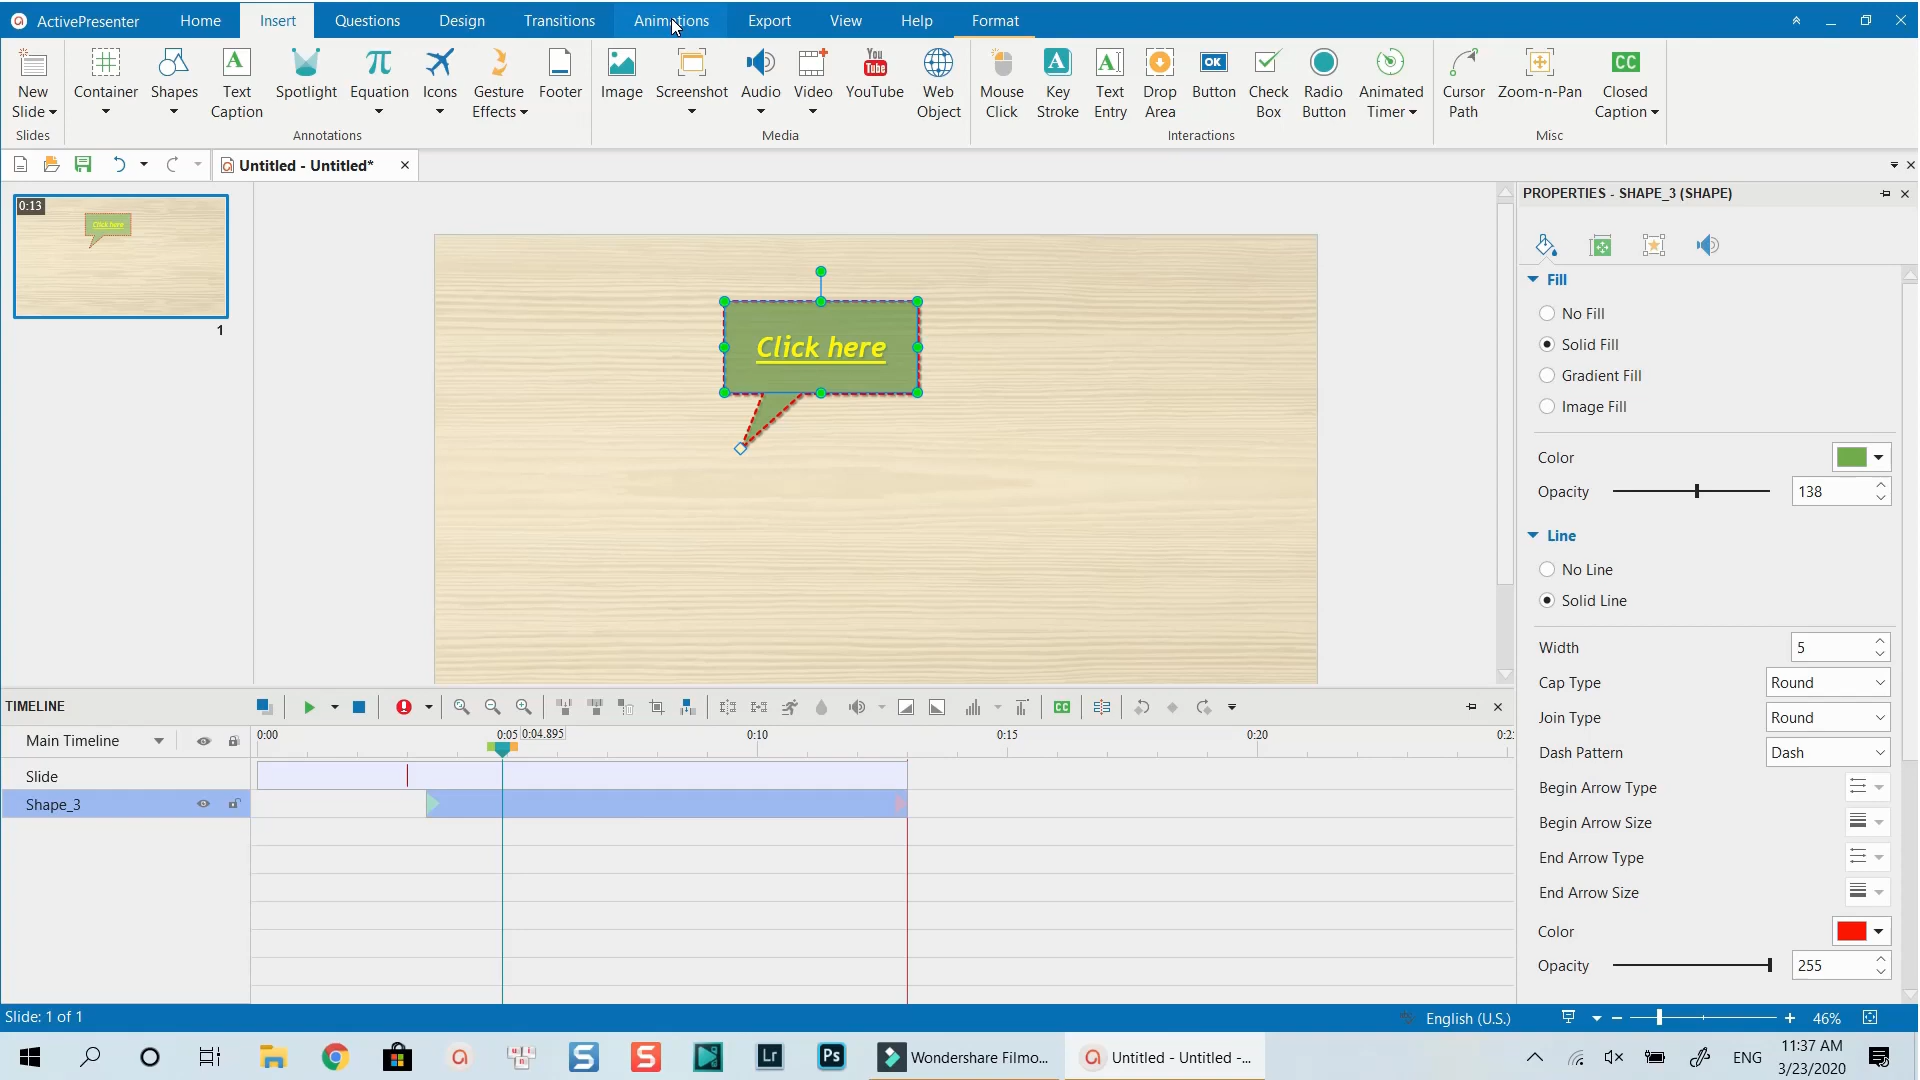 ActivePresenter
Home
Insert
Questions
Design
Transitions
Animations
Export
View
Help
Format
New Slide
Container
Shapes
Text Caption
Spotlight
Equation
Icons
Gesture Effects
Footer
Image
Screenshot
Audio
Video
YouTube
Web Object
Mouse Click
Key Stroke
Text Entry
Drop Area
Button
Check Box
Radio Button
Animated Timer
Cursor Path
Zoom-n-Pan
Closed Caption
Slides
Annotations
Media
Interactions
Misc
Untitled - Untitled*
0:13
Click here
1
Click here
PROPERTIES - SHAPE_3 (SHAPE)
Fill
No Fill
Solid Fill
Gradient Fill
Image Fill
Color
Opacity 138
Line
No Line
Solid Line
Width 5
Cap Type Round
Join Type Round
Dash Pattern Dash
Begin Arrow Type
Begin Arrow Size
End Arrow Type
End Arrow Size
Color
Opacity 255
TIMELINE
Main Timeline
0:00 0:05 0:04.895 0:10 0:15 0:20
Slide
Shape_3
Slide: 1 of 1
English (U.S.)
46%
Wondershare Filmo...
Untitled - Untitled -...
ENG
11:37 AM
3/23/2020